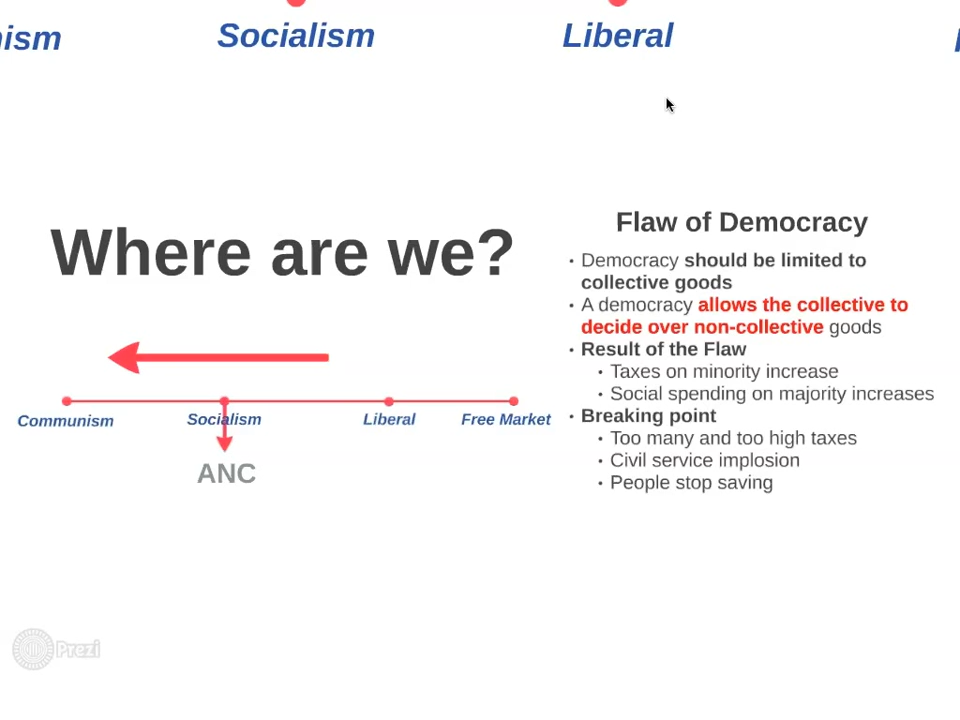 Socialism
Liberal
Where are we?
Communism
Socialism
Liberal
Free Market
ANC
Flaw of Democracy
• Democracy should be limited to
collective goods
• A democracy allows the collective to
decide over non-collective goods
• Result of the Flaw
• Taxes on minority increase
• Social spending on majority increases
• Breaking point
• Too many and too high taxes
• Civil service implosion
• People stop saving
Prezi